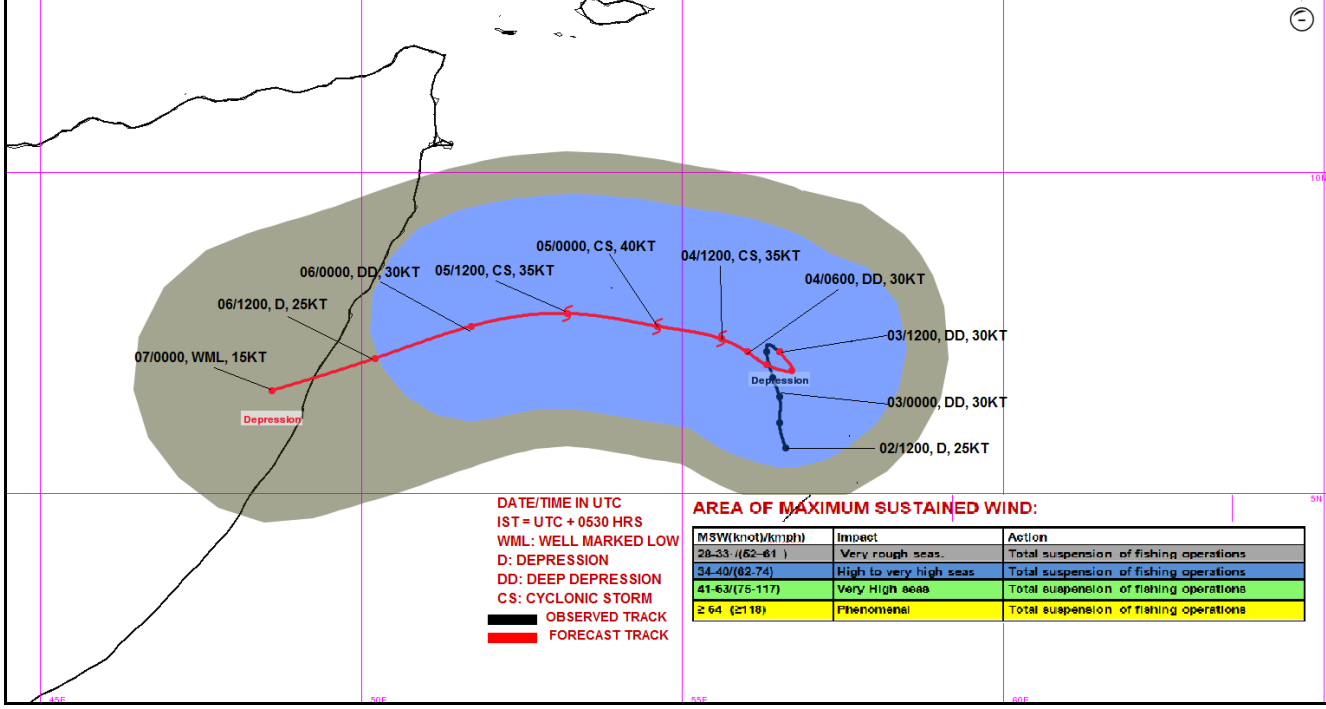 10N
05/0000, CS, 40KT
04/1200, CS, 35KT
06/0000, DD, 30KT
05/1200, CS, 35KT
04/0600, DD, 30KT
06/1200, D, 25KT
03/1200, DD, 30KT
07/0000, WML, 15KT
Depression
03/0000, DD, 30KT
Depression
02/1200, D, 25KT
5N
DATE/TIME IN UTC
IST = UTC + 0530 HRS
WML: WELL MARKED LOW
D: DEPRESSION
DD: DEEP DEPRESSION
CS: CYCLONIC STORM
OBSERVED TRACK
FORECAST TRACK
AREA OF MAXIMUM SUSTAINED WIND:
MSW(knot)/kmph) Impact Action
28-33 /(52-61 ) Very rough seas. Total suspension of fishing operations
34-40/(62-74) High to very high seas Total suspension of fishing operations
41-63/(75-117) Very High seas Total suspension of fishing operations
≥ 64 (≥118) Phenomenal Total suspension of fishing operations
45E 50E 55E 60E